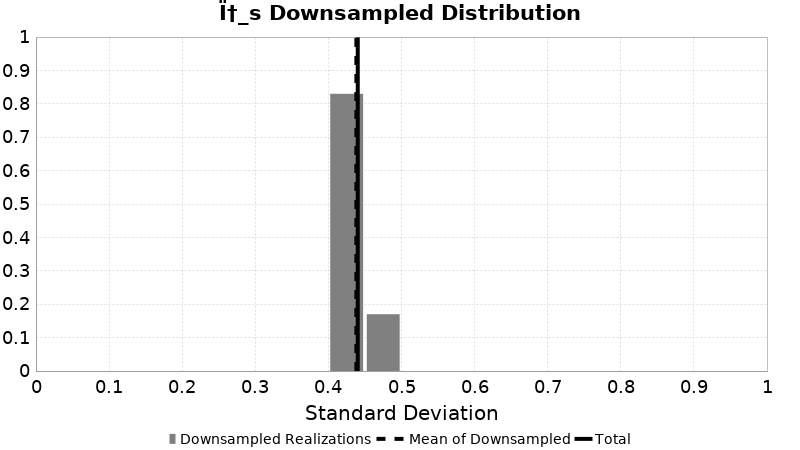 Ï†_s Downsampled Distribution
1
0.9
0.8
0.7
0.6
0.5
0.4
0.3
0.2
0.1
0
0 0.1 0.2 0.3 0.4 0.5 0.6 0.7 0.8 0.9 1
Standard Deviation
Downsampled Realizations Mean of Downsampled Total